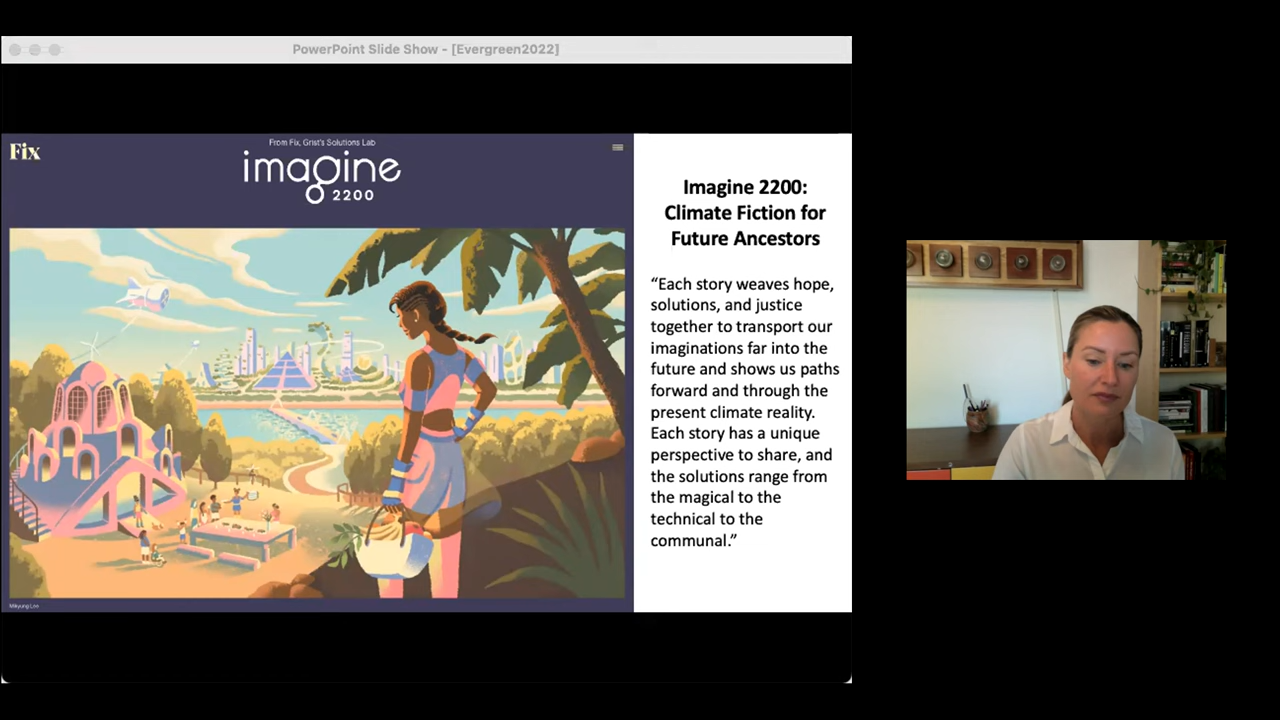 PowerPoint Slide Show - [Evergreen2022]
Fix
From Fix, Grist's Solutions Lab
imagine
2200
Mikyung Lee
Imagine 2200:
Climate Fiction for
Future Ancestors
“Each story weaves hope,
solutions, and justice
together to transport our
imaginations far into the
future and shows us paths
forward and through the
present climate reality.
Each story has a unique
perspective to share, and
the solutions range from
the magical to the
technical to the
communal.”